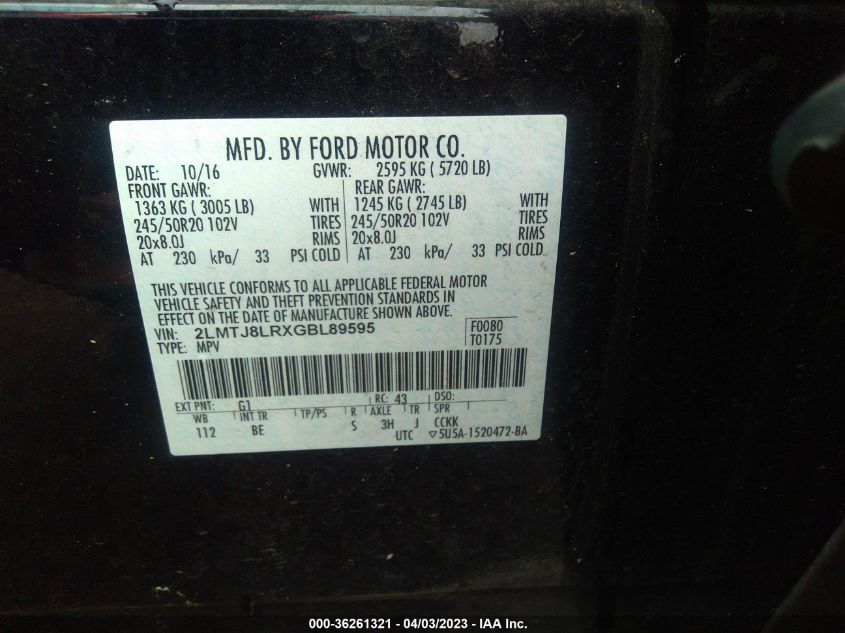 MFD. BY FORD MOTOR CO.
DATE: 10/16 GVWR: 2595 KG ( 5720 LB)
FRONT GAWR: REAR GAWR:
1363 KG ( 3005 LB) WITH 1245 KG ( 2745 LB) WITH
245/50R20 102V TIRES 245/50R20 102V TIRES
20x8.0J RIMS 20x8.0J RIMS
AT 230 kPa/ 33 PSI COLD AT 230 kPa/ 33 PSI COLD
THIS VEHICLE CONFORMS TO ALL APPLICABLE FEDERAL MOTOR
VEHICLE SAFETY AND THEFT PREVENTION STANDARDS IN
EFFECT ON THE DATE OF MANUFACTURE SHOWN ABOVE.
VIN: 2LMTJ8LRXGBL89595 F0080
TYPE: MPV T0175
EXT PNT: G1 RC: 43 DSO:
WB INT TR TP/PS R AXLE TR SPR
112 BE S 3H J CCKK
UTC ▽5U5A-1520472-BA
000-36261321 | 04/03/2023 - IAA Inc.